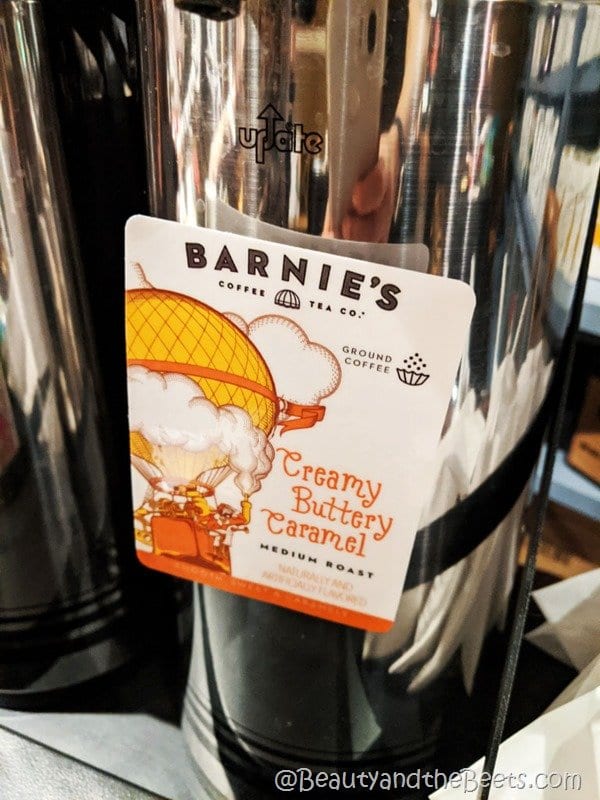 update
BARNIE'S
COFFEE TEA CO.
GROUND
COFFEE
Creamy
Buttery
Caramel
MEDIUM ROAST
NATURALLY AND
ARTIFICIALLY FLAVORED
@BeautyandtheBeets.com